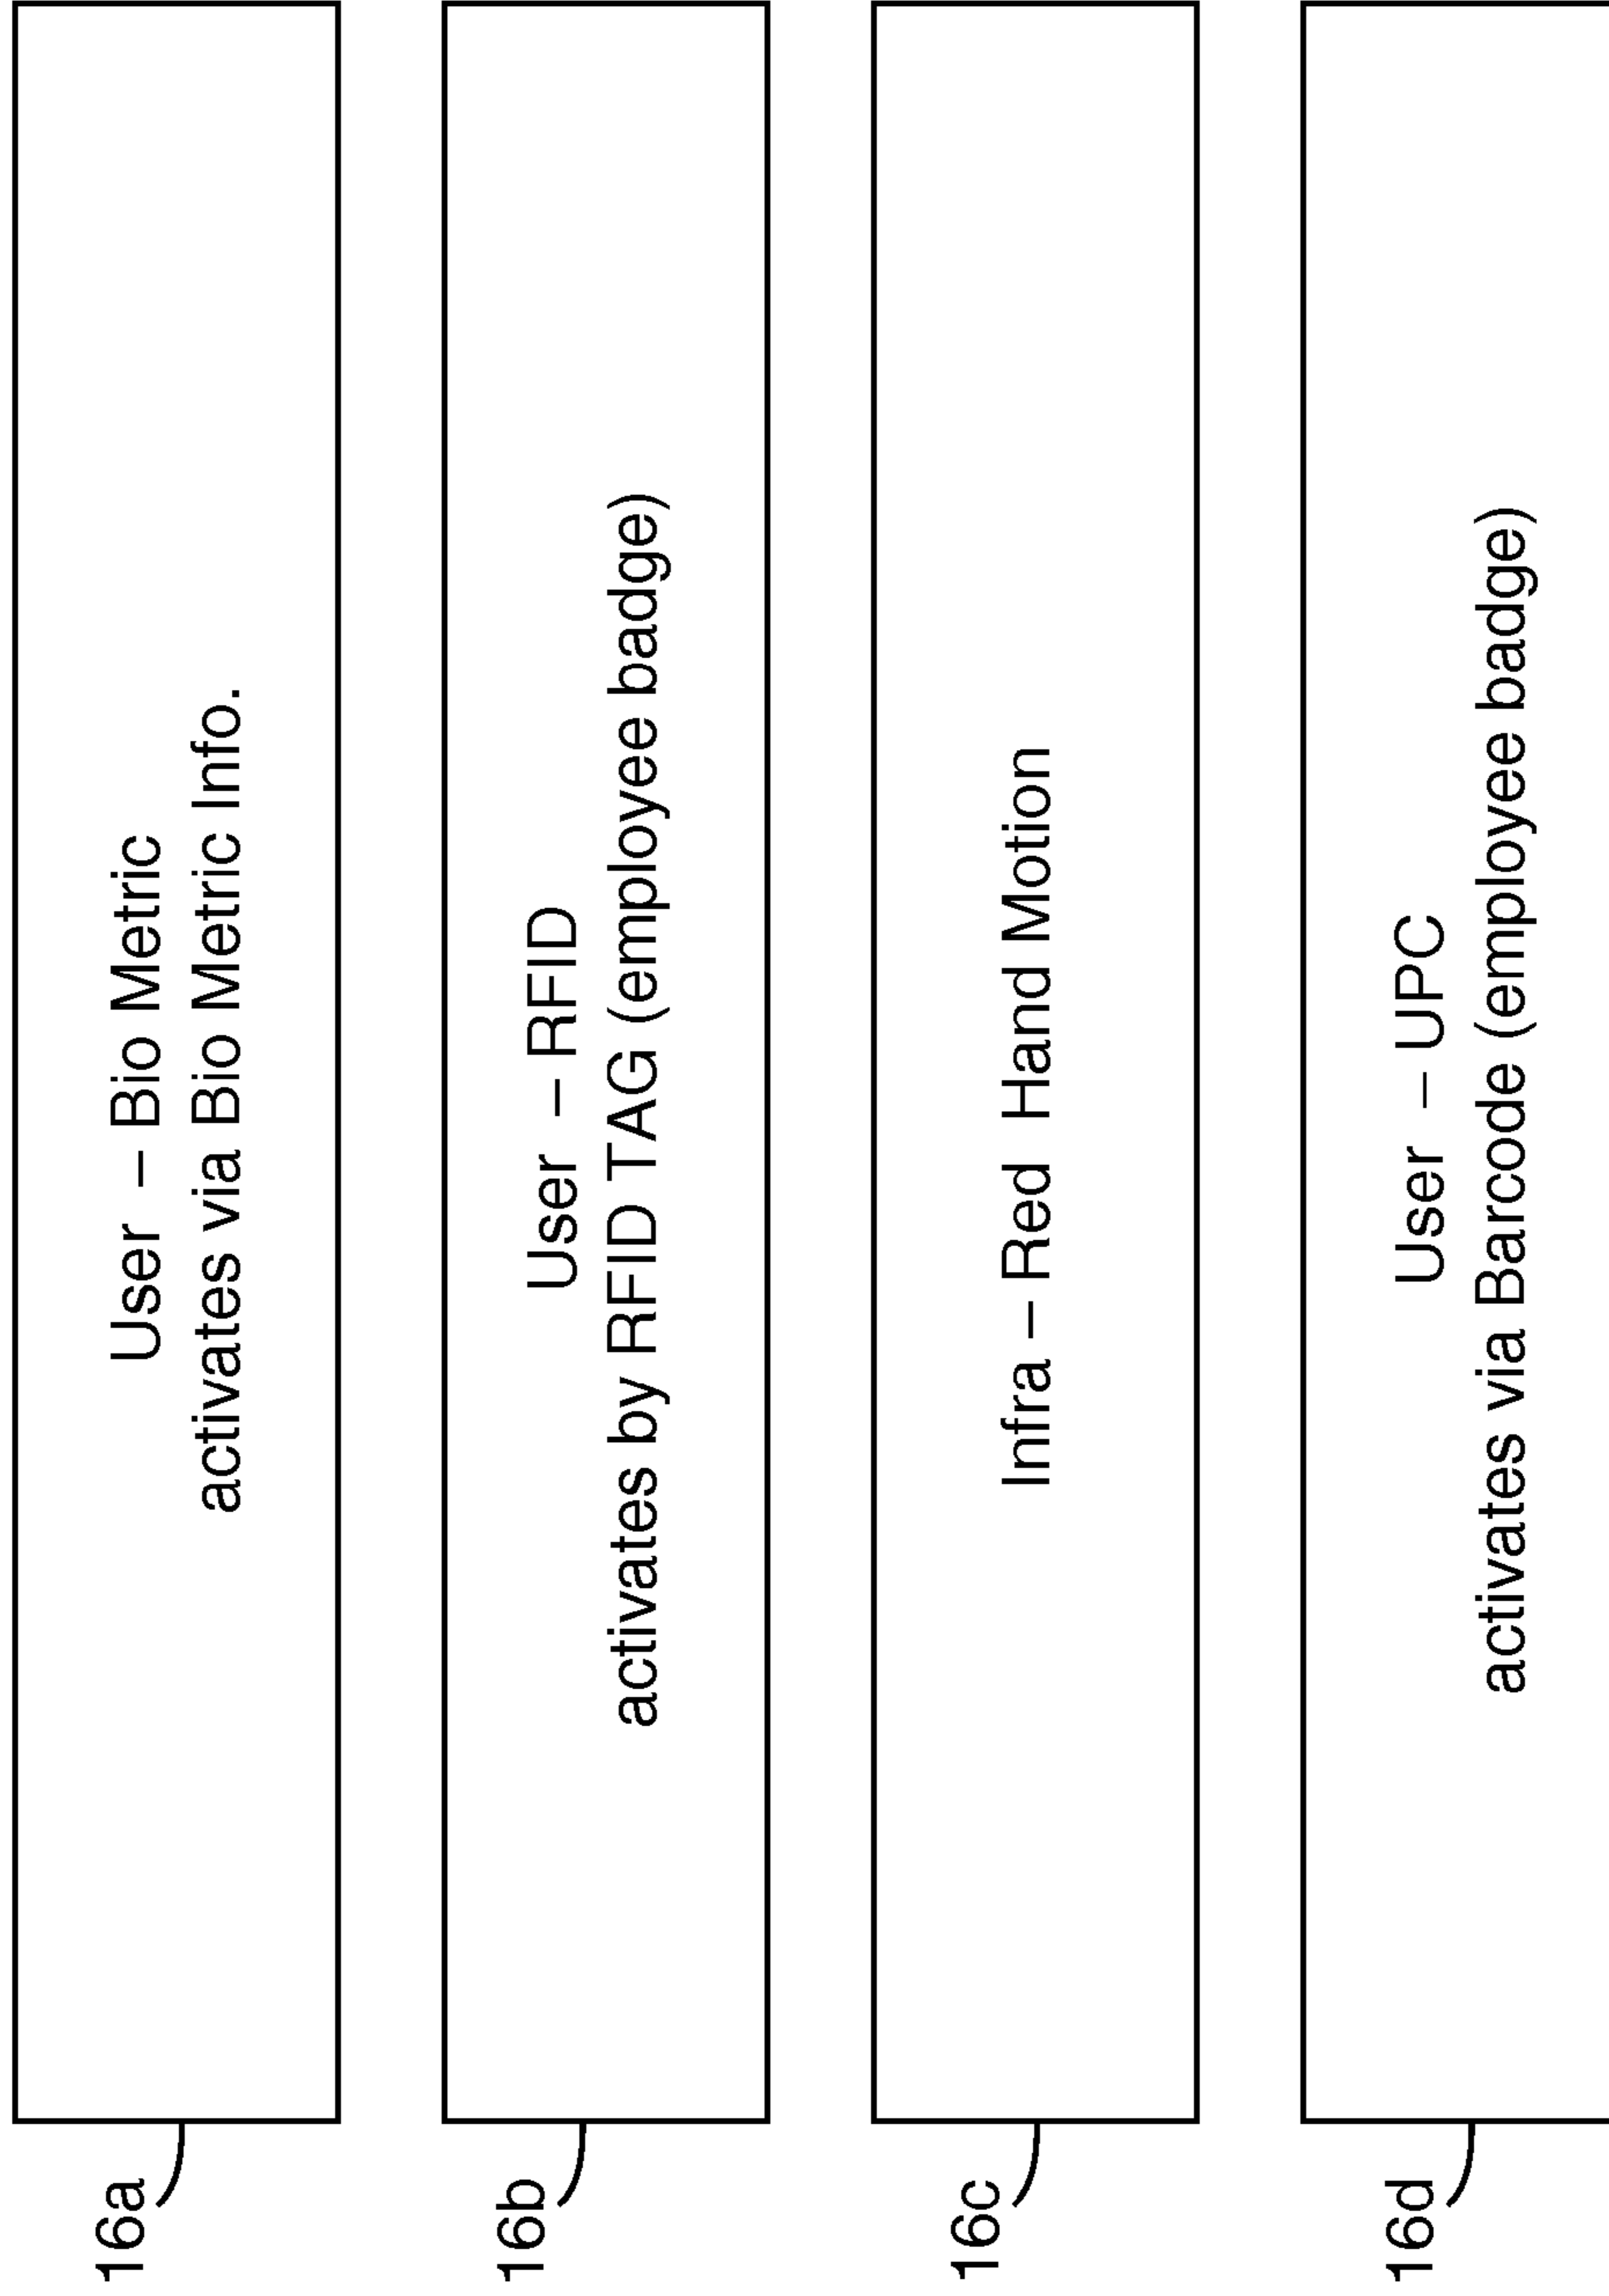 16a
User – Bio Metric
activates via Bio Metric Info.
16b
User – RFID
activates by RFID TAG (employee badge)
16c
Infra – Red Hand Motion
16d
User – UPC
activates via Barcode (employee badge)